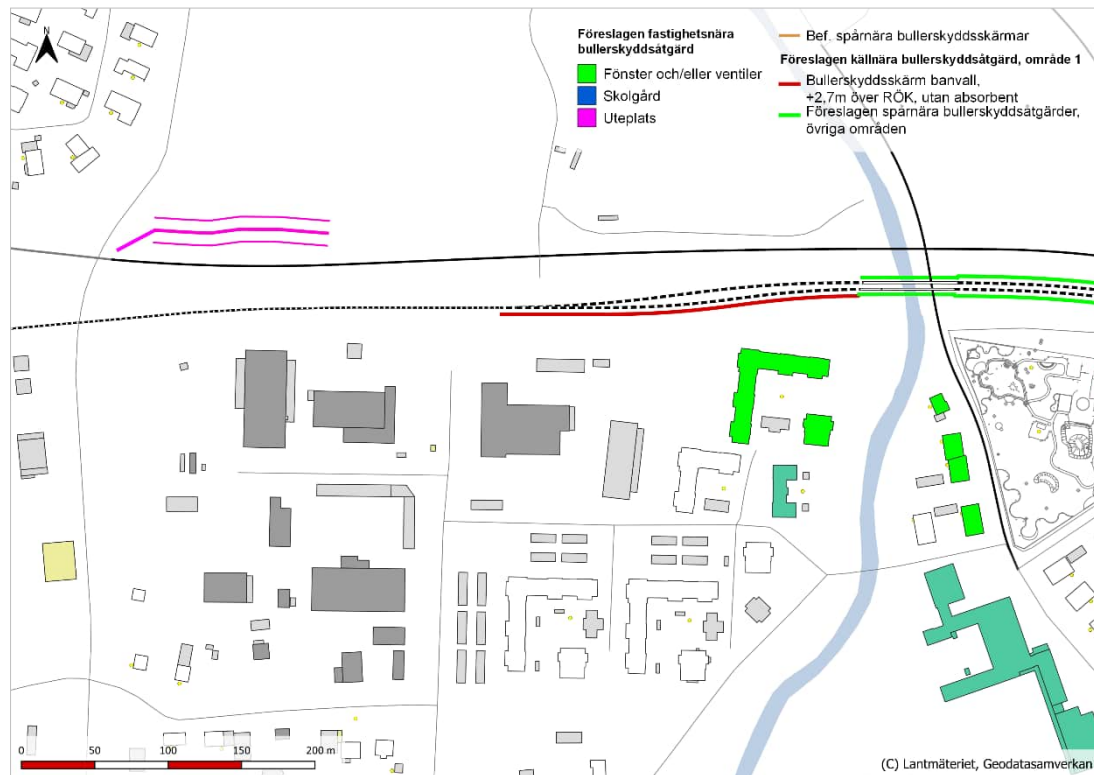 N
Föreslagen fastighetsnära
bullerskyddsåtgärd
Fönster och/eller ventiler
Skolgård
Uteplats
Bef. spårnära bullerskyddsskärmar
Föreslagen källnära bullerskyddsåtgärd, område 1
Bullerskyddsskärm banvall,
+2,7m över RÖK, utan absorbent
Föreslagen spårnära bullerskyddsåtgärder,
övriga områden
0 50 100 150 200 m
(C) Lantmäteriet, Geodatasamverkan